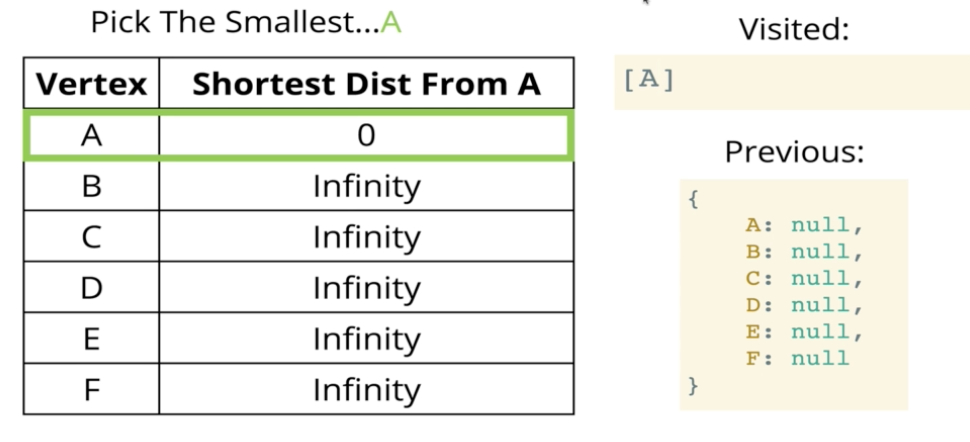 Pick The Smallest...A
Vertex Shortest Dist From A
A 0
B Infinity
C Infinity
D Infinity
E Infinity
F Infinity
Visited:
[A]
Previous:
{
A: null,
B: null,
C: null,
D: null,
E: null,
F: null
}